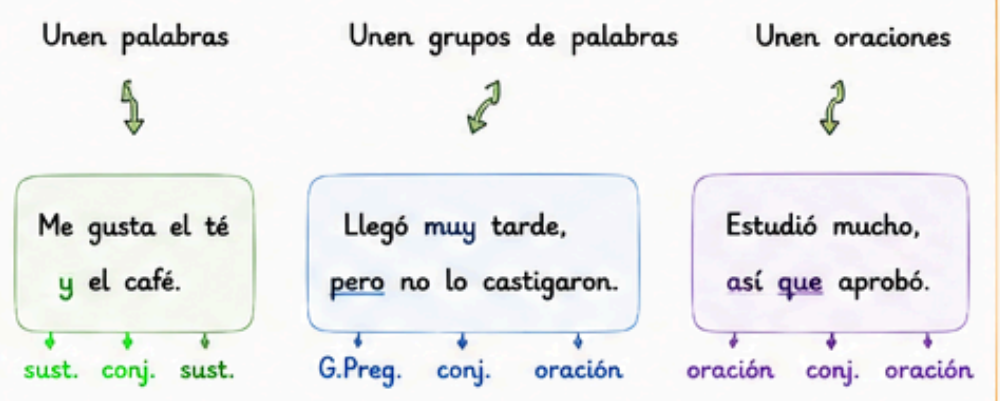 Unen palabras
Unen grupos de palabras
Unen oraciones
Me gusta el té
y el café.
sust. conj. sust.
Llegó muy tarde,
pero no lo castigaron.
G.Preg. conj. oración
Estudió mucho,
así que aprobó.
oración conj. oración